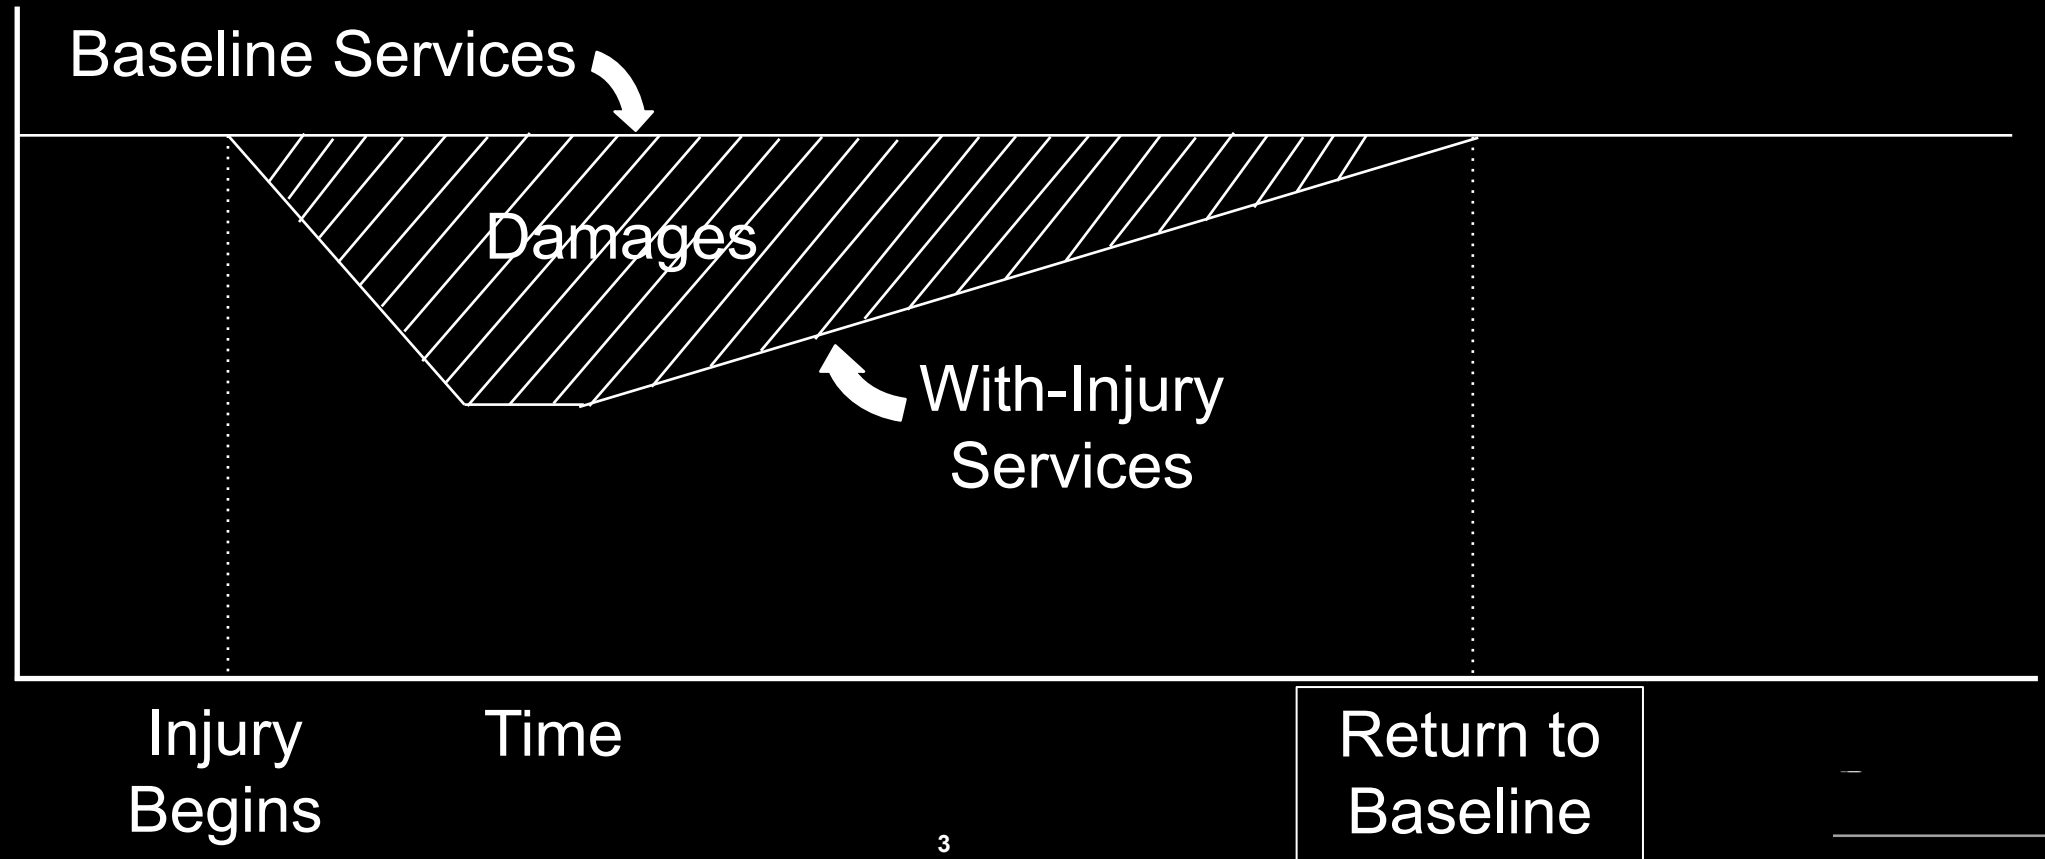 Baseline Services
Damages
With-Injury
Services
Injury
Begins
Time
Return to
Baseline
3